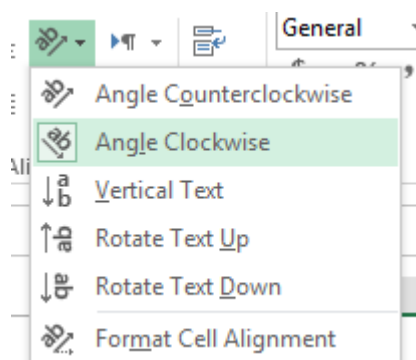 General
Angle Counterclockwise
Angle Clockwise
Vertical Text
Rotate Text Up
Rotate Text Down
Format Cell Alignment